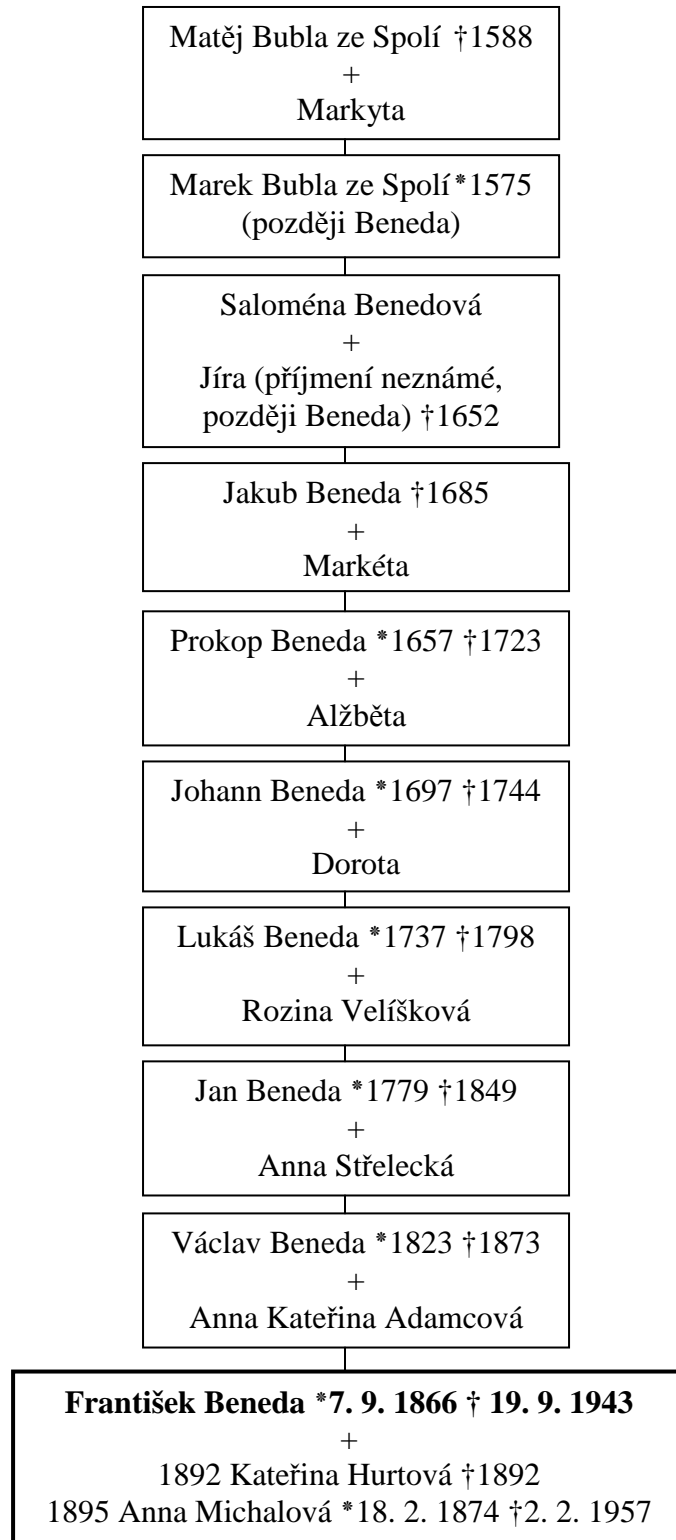 Matěj Bubla ze Spolí †1588
+
Markyta
Marek Bubla ze Spolí *1575
(později Beneda)
Saloména Benedová
+
Jíra (příjmení neznámé,
později Beneda) †1652
Jakub Beneda †1685
+
Markéta
Prokop Beneda *1657 †1723
+
Alžběta
Johann Beneda *1697 †1744
+
Dorota
Lukáš Beneda *1737 †1798
+
Rozina Velíšková
Jan Beneda *1779 †1849
+
Anna Střelecká
Václav Beneda *1823 †1873
+
Anna Kateřina Adamcová
František Beneda *7. 9. 1866 † 19. 9. 1943
+
1892 Kateřina Hurtová †1892
1895 Anna Michalová *18. 2. 1874 †2. 2. 1957